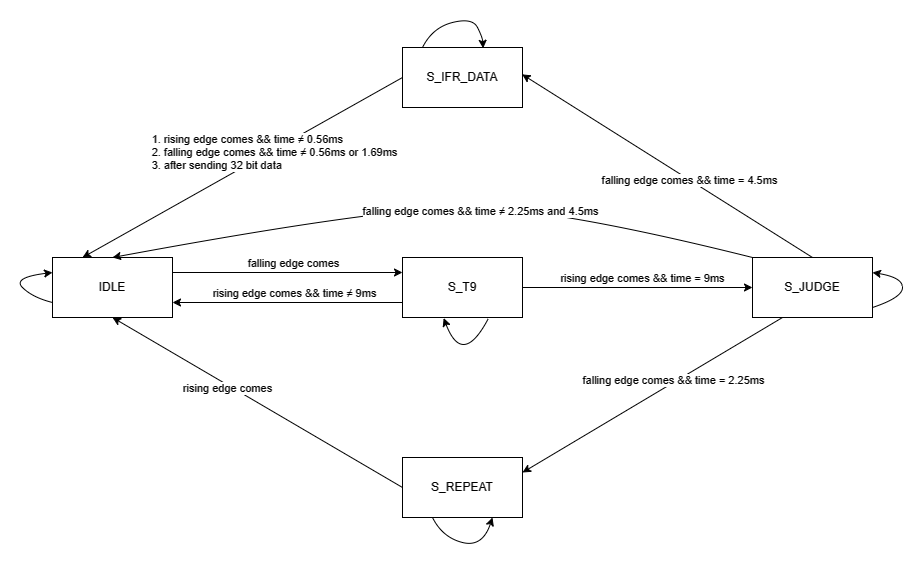 S_IFR_DATA
1. rising edge comes && time ≠ 0.56ms
2. falling edge comes && time ≠ 0.56ms or 1.69ms
3. after sending 32 bit data
falling edge comes && time = 4.5ms
falling edge comes && time ≠ 2.25ms and 4.5ms
IDLE
falling edge comes
rising edge comes && time ≠ 9ms
S_T9
rising edge comes && time = 9ms
S_JUDGE
falling edge comes && time = 2.25ms
rising edge comes
S_REPEAT